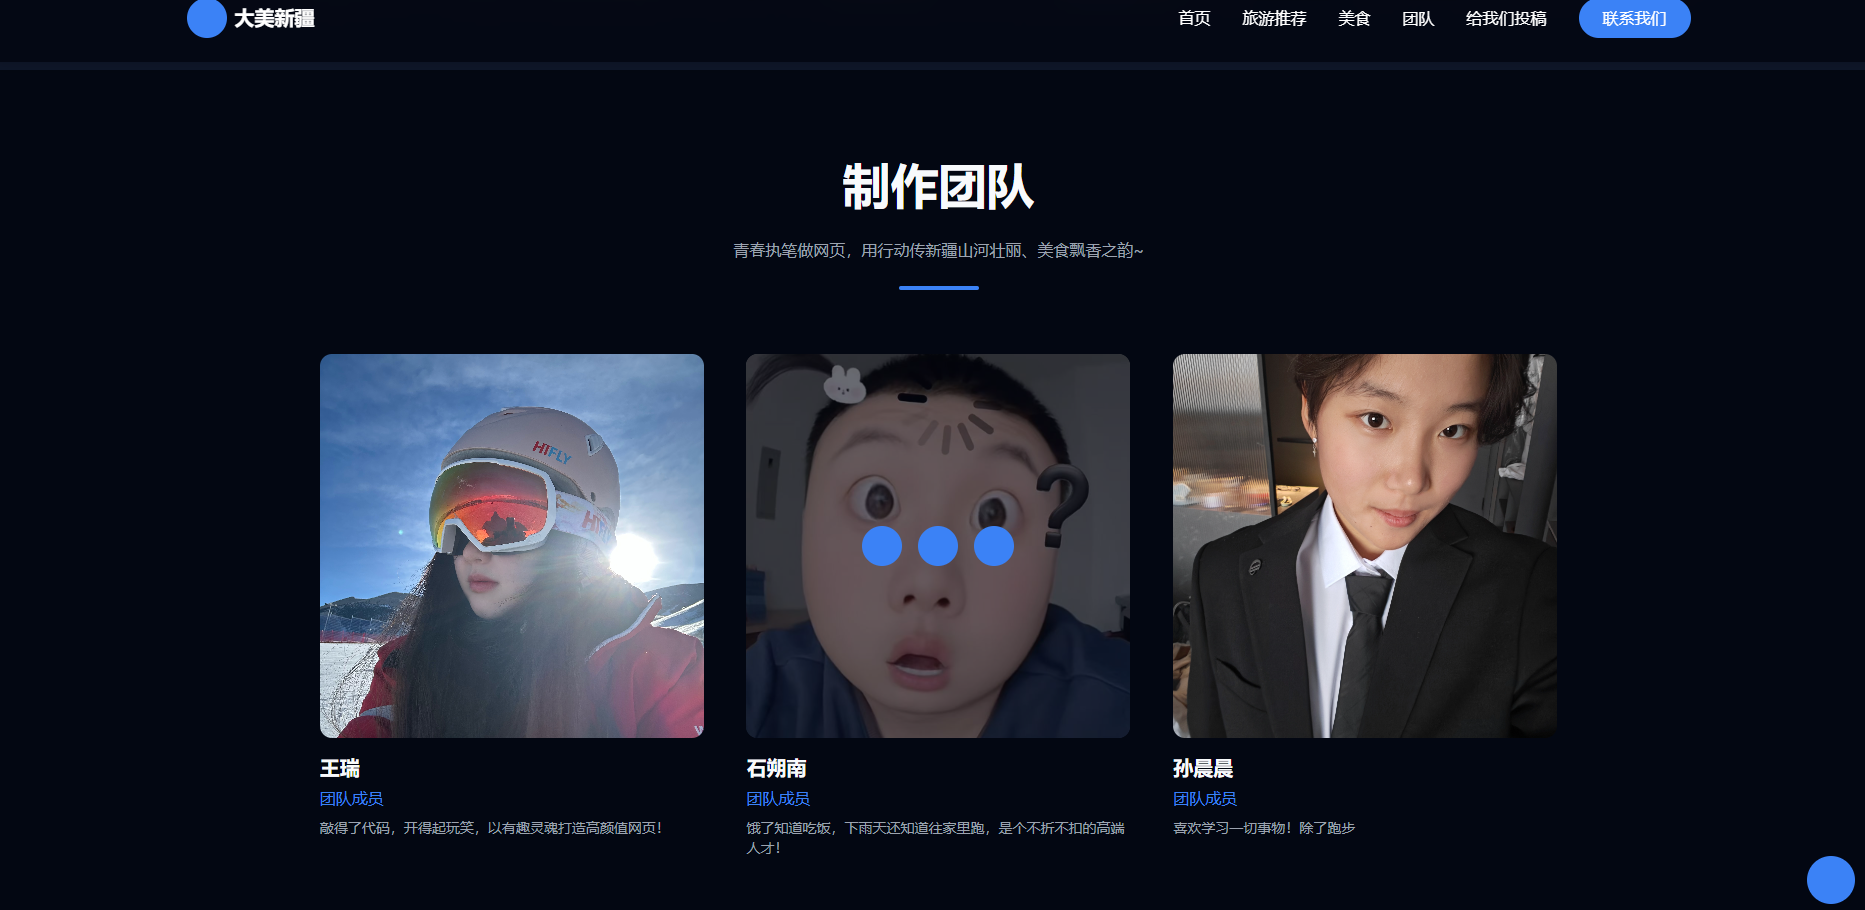 大美新疆
首页 旅游推荐 美食 团队 给我们投稿 联系我们
制作团队
青春执笔做网页，用行动传新疆山河壮丽、美食飘香之韵~
HIFLY
?
王瑞
团队成员
敲得了代码，开得起玩笑，以有趣灵魂打造高颜值网页！
石朔南
团队成员
饿了知道吃饭，下雨天还知道往家里跑，是个不折不扣的高端
人才！
孙晨晨
团队成员
喜欢学习一切事物！除了跑步